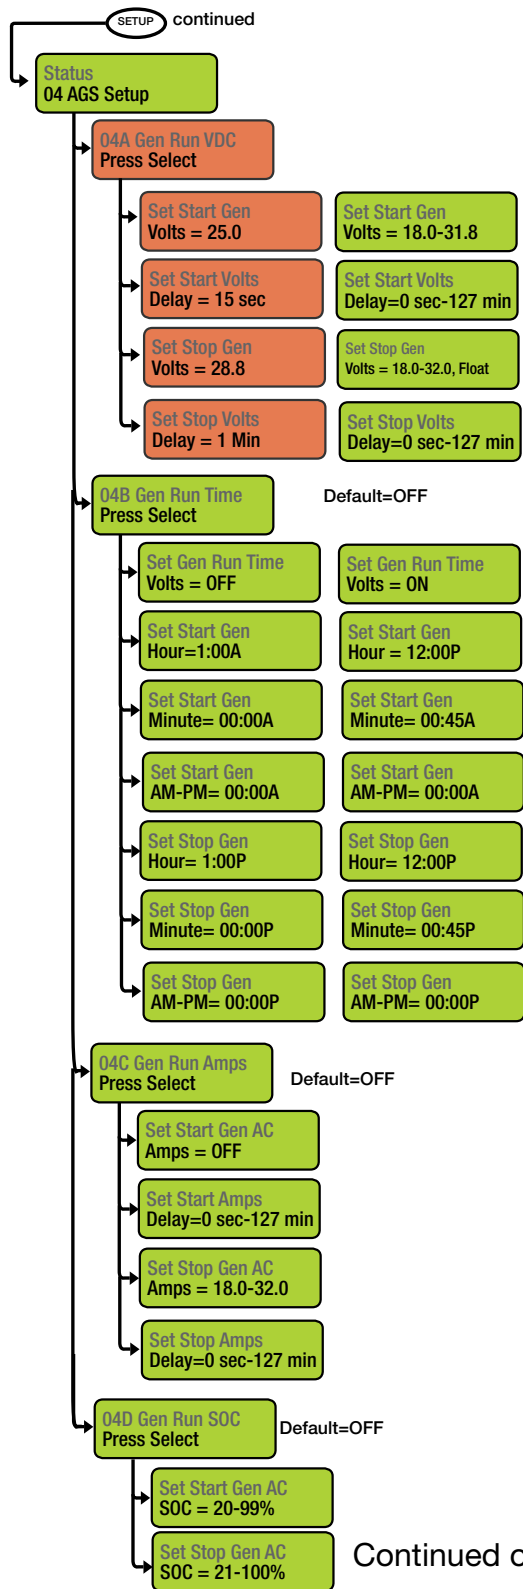 SETUP continued
Status
04 AGS Setup
04A Gen Run VDC
Press Select
Set Start Gen
Volts = 25.0
Set Start Gen
Volts = 18.0-31.8
Set Start Volts
Delay = 15 sec
Set Start Volts
Delay=0 sec-127 min
Set Stop Gen
Volts = 28.8
Set Stop Gen
Volts = 18.0-32.0, Float
Set Stop Volts
Delay = 1 Min
Set Stop Volts
Delay=0 sec-127 min
04B Gen Run Time
Press Select
Default=OFF
Set Gen Run Time
Volts = OFF
Set Gen Run Time
Volts = ON
Set Start Gen
Hour=1:00A
Set Start Gen
Hour = 12:00P
Set Start Gen
Minute= 00:00A
Set Start Gen
Minute= 00:45A
Set Start Gen
AM-PM= 00:00A
Set Start Gen
AM-PM= 00:00A
Set Stop Gen
Hour= 1:00P
Set Stop Gen
Hour= 12:00P
Set Stop Gen
Minute= 00:00P
Set Stop Gen
Minute= 00:45P
Set Stop Gen
AM-PM= 00:00P
Set Stop Gen
AM-PM= 00:00P
04C Gen Run Amps
Press Select
Default=OFF
Set Start Gen AC
Amps = OFF
Set Start Amps
Delay=0 sec-127 min
Set Stop Gen AC
Amps = 18.0-32.0
Set Stop Amps
Delay=0 sec-127 min
04D Gen Run SOC
Press Select
Default=OFF
Set Start Gen AC
SOC = 20-99%
Set Stop Gen AC
SOC = 21-100%
Continued o